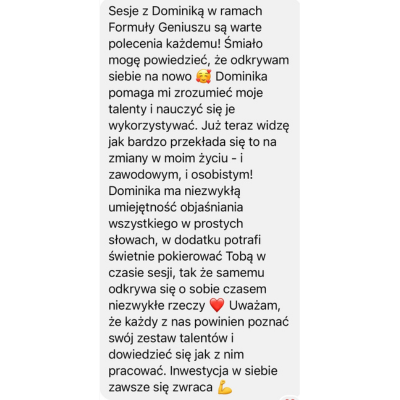 Sesje z Dominiką w ramach
Formuły Geniuszu są warte
polecenia każdemu! Śmiało
mogę powiedzieć, że odkrywam
siebie na nowo 🥰 Dominika
pomaga mi zrozumieć moje
talenty i nauczyć się je
wykorzystywać. Już teraz widzę
jak bardzo przekłada się to na
zmiany w moim życiu - i
zawodowym, i osobistym!
Dominika ma niezwykłą
umiejętność objaśniania
wszystkiego w prostych
słowach, w dodatku potrafi
świetnie pokierować Tobą w
czasie sesji, tak że samemu
odkrywa się o sobie czasem
niezwykłe rzeczy ❤️ Uważam,
że każdy z nas powinien poznać
swój zestaw talentów i
dowiedzieć się jak z nim
pracować. Inwestycja w siebie
zawsze się zwraca 💪